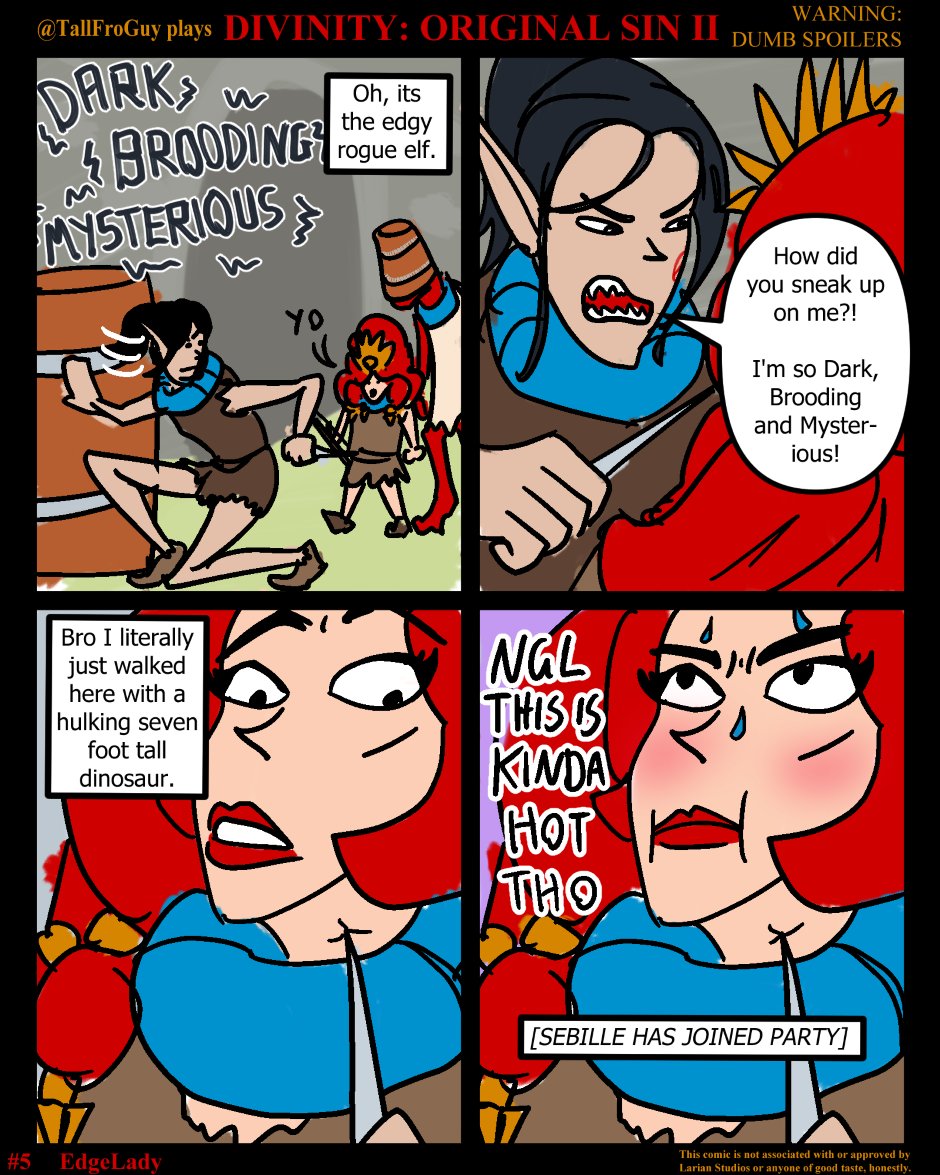 @TallFroGuy plays DIVINITY: ORIGINAL SIN II
WARNING:
DUMB SPOILERS
DARK
BROODING
MYSTERIOUS
Oh, its
the edgy
rogue elf.
YO
How did
you sneak up
on me?!
I'm so Dark,
Brooding
and Myster-
ious!
Bro I literally
just walked
here with a
hulking seven
foot tall
dinosaur.
NGL
THIS IS
KINDA
HOT
THO
[SEBILLE HAS JOINED PARTY]
#5 EdgeLady
This comic is not associated with or approved by
Larian Studios or anyone of good taste, honestly.